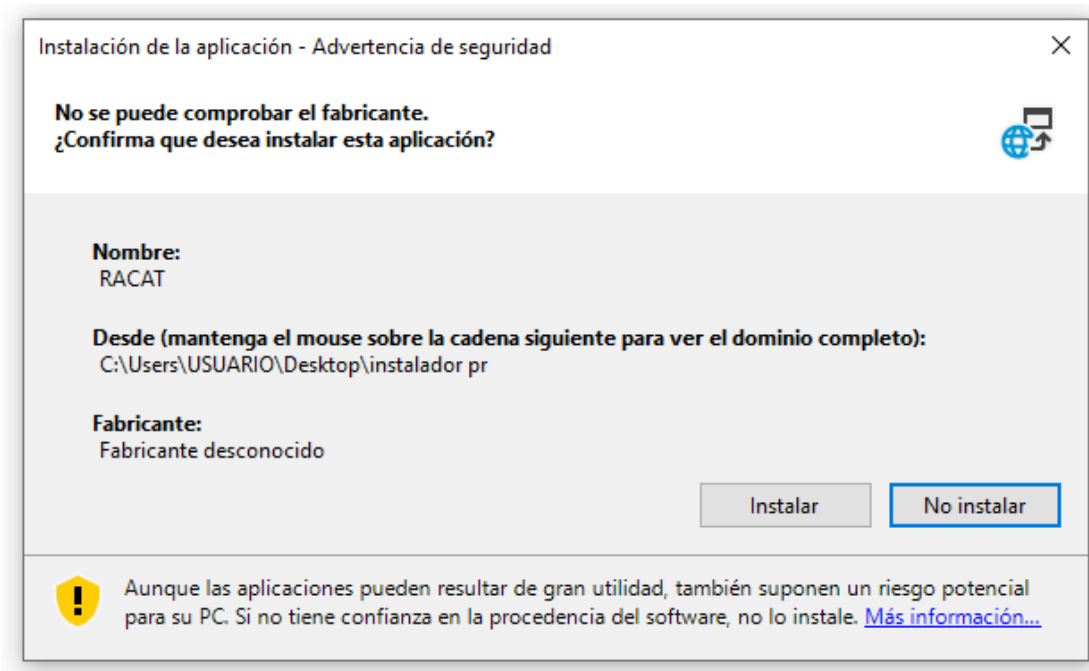 Instalación de la aplicación - Advertencia de seguridad
No se puede comprobar el fabricante.
¿Confirma que desea instalar esta aplicación?
Nombre:
RACAT
Desde (mantenga el mouse sobre la cadena siguiente para ver el dominio completo):
C:\Users\USUARIO\Desktop\instalador pr
Fabricante:
Fabricante desconocido
Instalar
No instalar
Aunque las aplicaciones pueden resultar de gran utilidad, también suponen un riesgo potencial
para su PC. Si no tiene confianza en la procedencia del software, no lo instale. Más información...